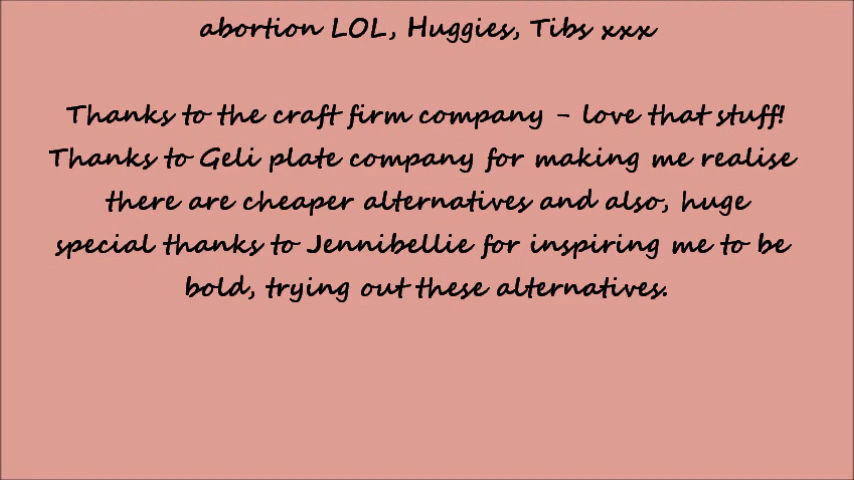 abortion LOL, Huggies, Tibs xxx
Thanks to the craft firm company - love that stuff!
Thanks to Geli plate company for making me realise
there are cheaper alternatives and also, huge
special thanks to Jennibellie for inspiring me to be
bold, trying out these alternatives.